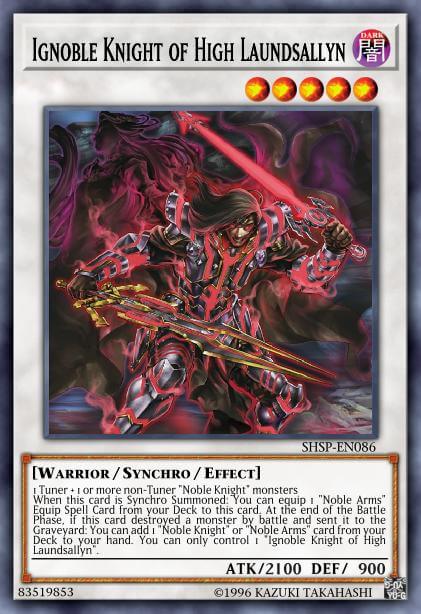 Ignoble Knight of High Laundsallyn
DARK
闇
SHSP-EN086
[Warrior / Synchro / Effect]
1 Tuner + 1 or more non-Tuner "Noble Knight" monsters
When this card is Synchro Summoned: You can equip 1 "Noble Arms"
Equip Spell Card from your Deck to this card. At the end of the Battle
Phase, if this card destroyed a monster by battle and sent it to the
Graveyard: You can add 1 "Noble Knight" or "Noble Arms" card from your
Deck to your hand. You can only control 1 "Ignoble Knight of High
Laundsallyn".
ATK/2100 DEF/ 900
83519853
©1996 KAZUKI TAKAHASHI